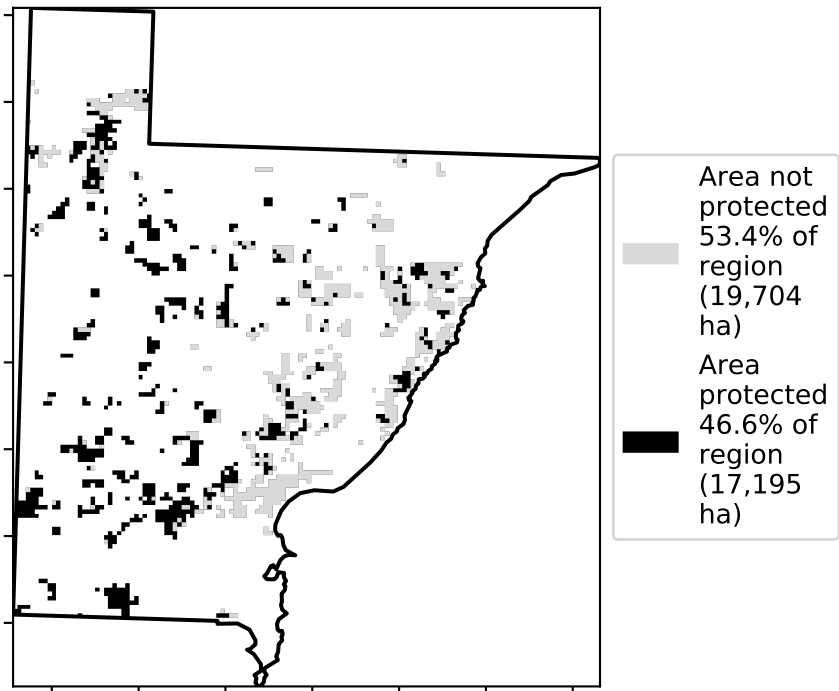 Area not
protected
53.4% of
region
(19,704
ha)
Area
protected
46.6% of
region
(17,195
ha)